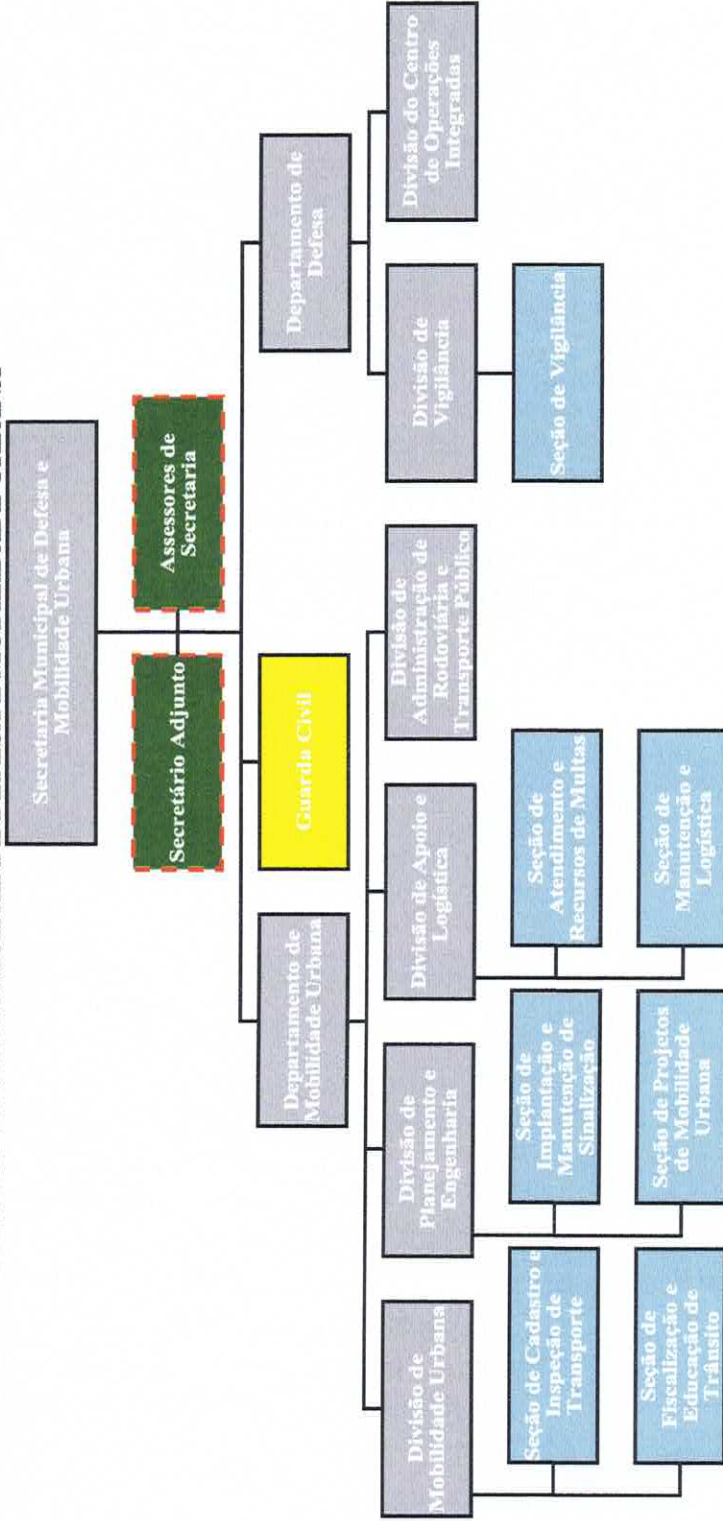 Secretaria Municipal de Defesa e
Mobilidade Urbana
Secretário Adjunto
Assessores de
Secretaria
Departamento de
Mobilidade Urbana
Guarda Civil
Departamento de
Defesa
Divisão de
Mobilidade Urbana
Divisão de
Planejamento e
Engenharia
Divisão de Apoio e
Logística
Divisão de
Administração de
Rodoviária e
Transporte Público
Divisão de
Vigilância
Divisão do Centro
de Operações
Integradas
Seção de Cadastro e
Inspeção de
Transporte
Seção de
Implantação e
Manutenção de
Sinalização
Seção de
Atendimento e
Recursos de Multas
Seção de Vigilância
Seção de
Fiscalização e
Educação de
Trânsito
Seção de Projetos
de Mobilidade
Urbana
Seção de
Manutenção e
Logística